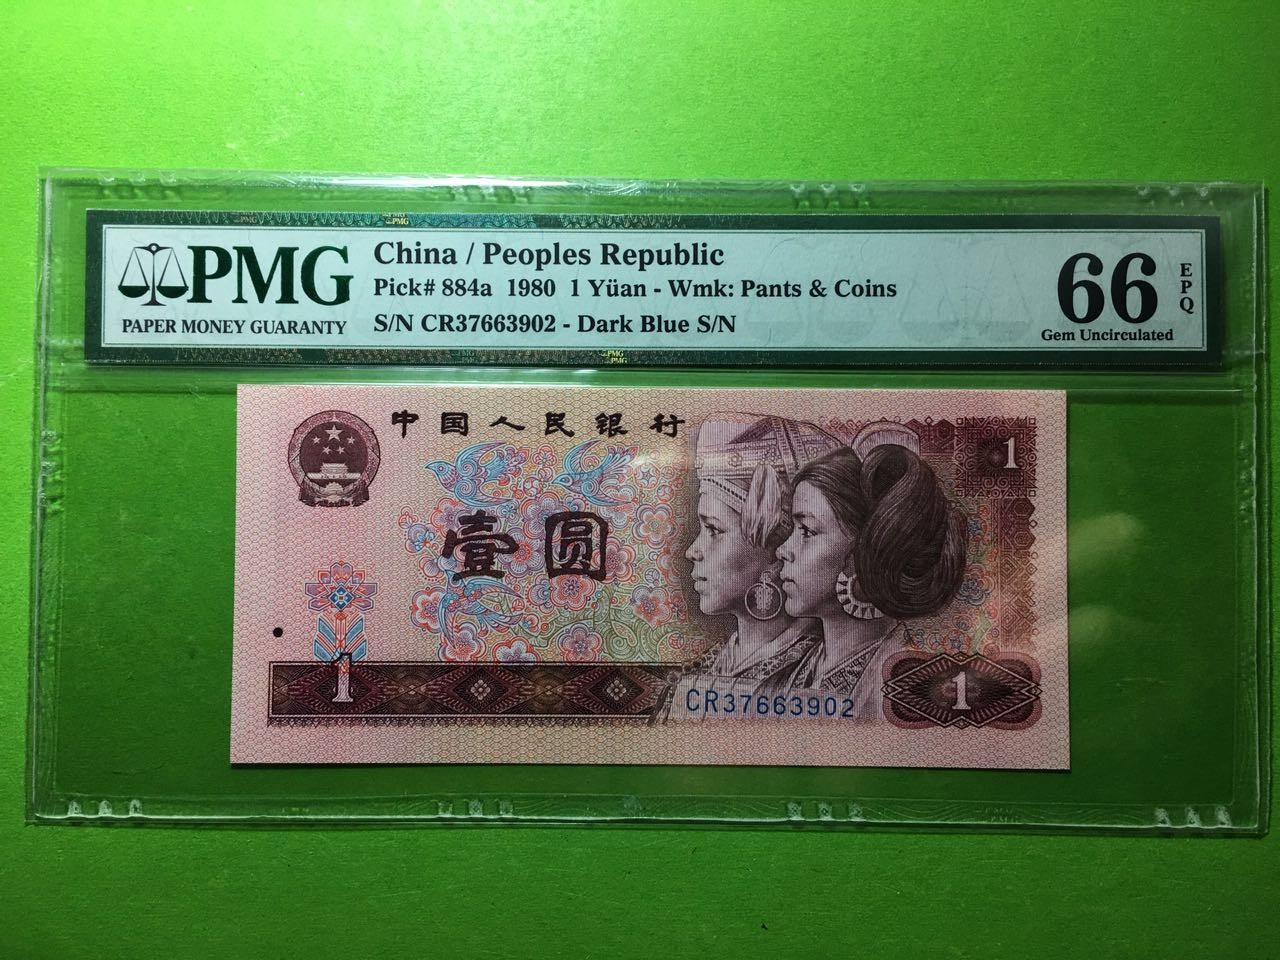 PMG
PAPER MONEY GUARANTY
China / Peoples Republic
Pick# 884a 1980 1 Yüan - Wmk: Pants & Coins
S/N CR37663902 - Dark Blue S/N
66
EPQ
Gem Uncirculated
中国人民银行
1
壹圆
1
CR37663902
1